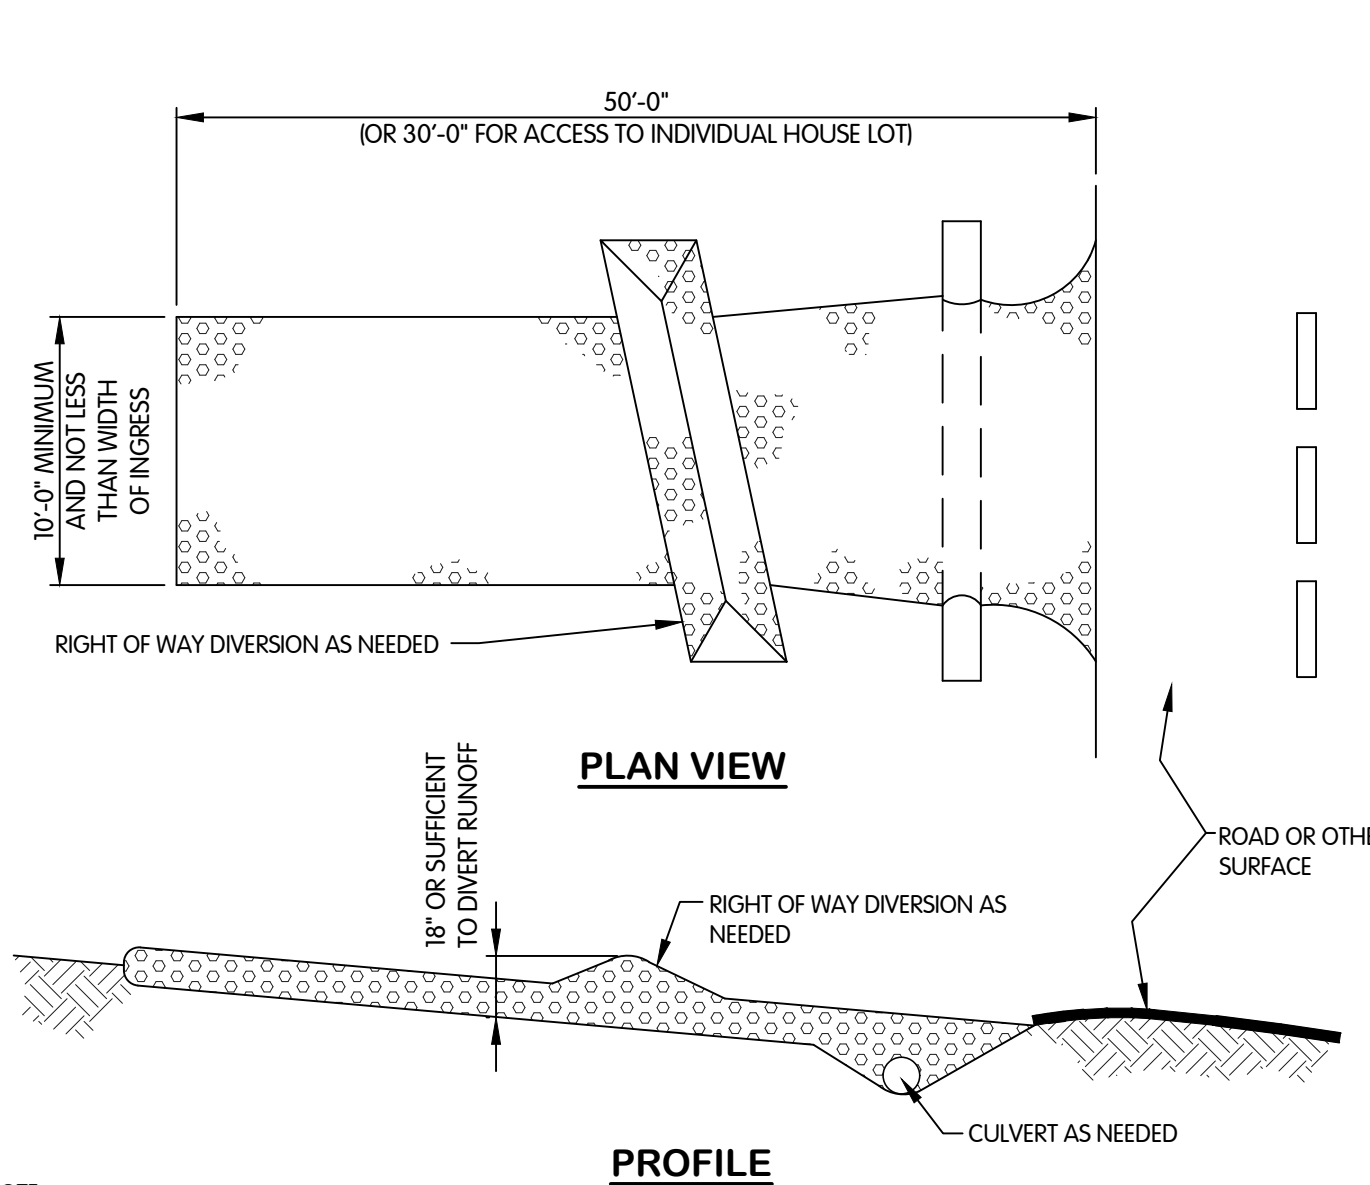 50'-0"
(OR 30'-0" FOR ACCESS TO INDIVIDUAL HOUSE LOT)
10'-0" MINIMUM
AND NOT LESS
THAN WIDTH
OF INGRESS
RIGHT OF WAY DIVERSION AS NEEDED
PLAN VIEW
18" OR SUFFICIENT
TO DIVERT RUNOFF
ROAD OR
SURFACE
RIGHT OF WAY DIVERSION AS
NEEDED
CULVERT AS NEEDED
PROFILE